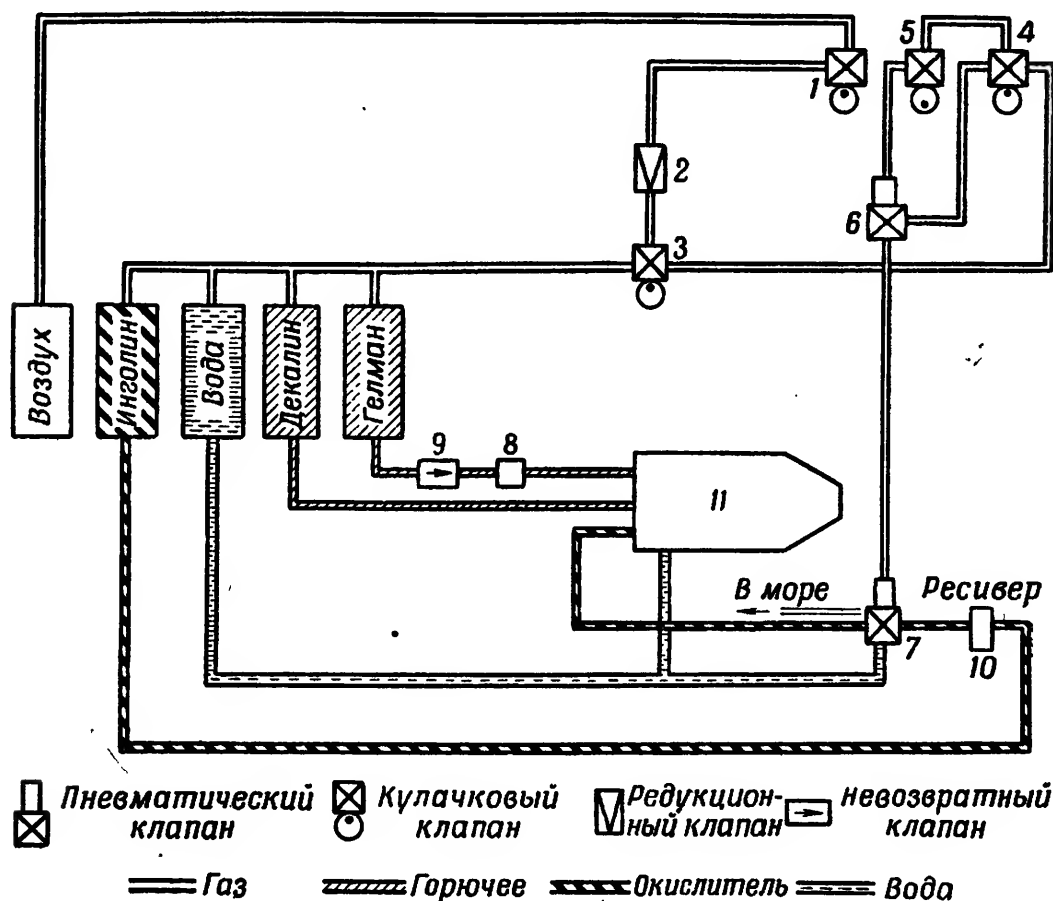 5
4
1
2
6
3
Воздух
Инголин
Вода
Декалин
Гелман
9
8
11
В море
Ресивер
7
10
Пневматический
клапан
Кулачковый
клапан
Редукцион-
ный клапан
Невозвратный
клапан
Газ
Горючее
Окислитель
Вода